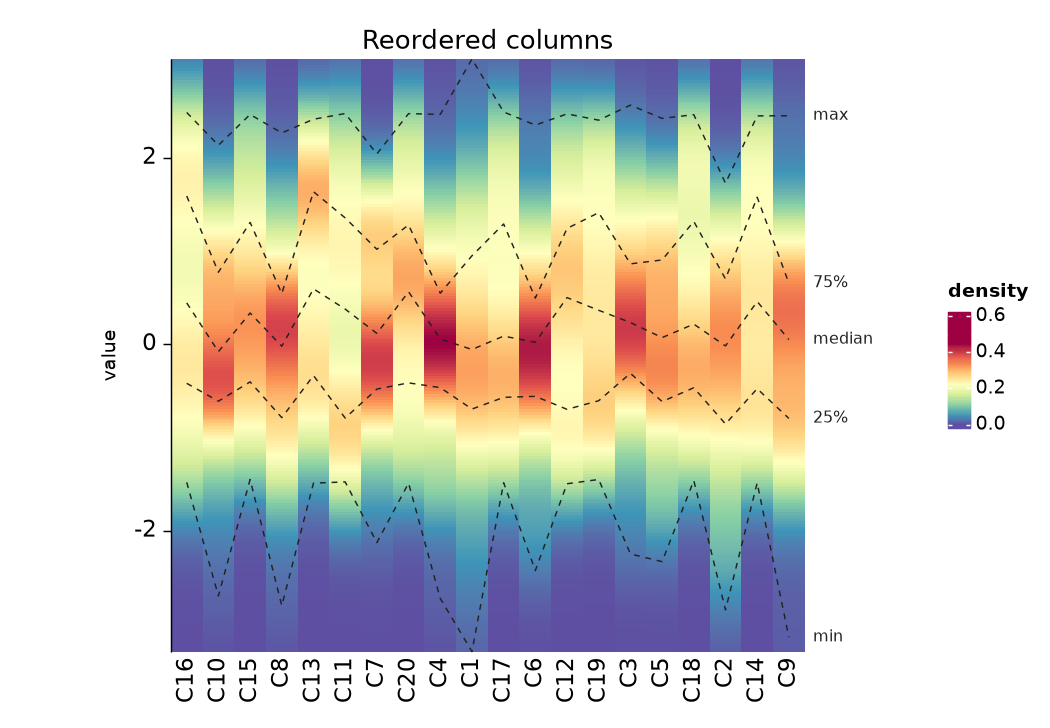 Reordered columns
max
2
75%
density
0.6
0.4
0.2
0.0
value
0
median
25%
-2
min
C16 C10 C15 C8 C13 C11 C7 C20 C4 C1 C17 C6 C12 C19 C3 C5 C18 C2 C14 C9